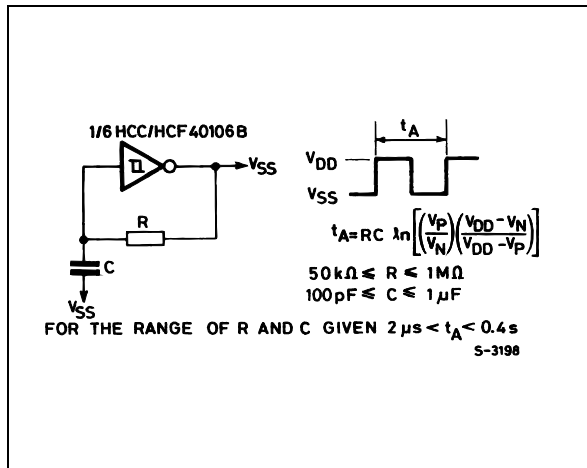 1/6 HCC/HCF 40106B
VSS
R
C
VSS
tA
VDD
VSS
tA=RC ln[(VP/VN)(VDD-VN/VDD-VP)]
50kΩ ≤ R ≤ 1MΩ
100pF ≤ C ≤ 1µF
FOR THE RANGE OF R AND C GIVEN 2µs < tA < 0.4s
S-3198